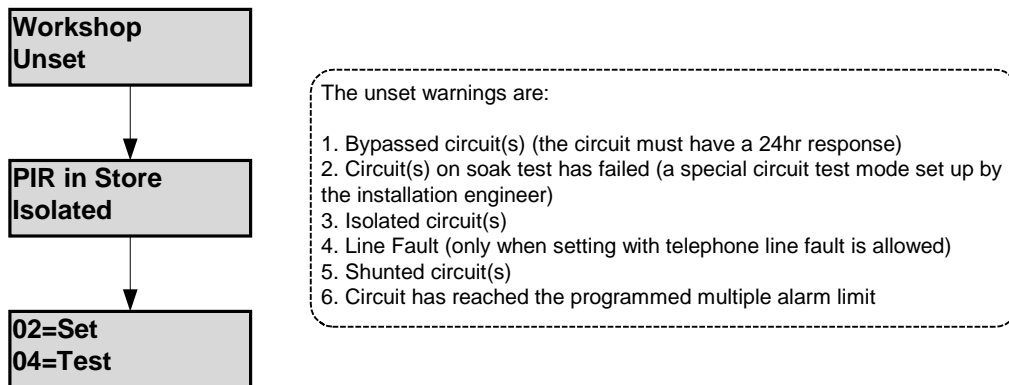 Workshop
Unset
PIR in Store
Isolated
02=Set
04=Test
The unset warnings are:
1. Bypassed circuit(s) (the circuit must have a 24hr response)
2. Circuit(s) on soak test has failed (a special circuit test mode set up by
the installation engineer)
3. Isolated circuit(s)
4. Line Fault (only when setting with telephone line fault is allowed)
5. Shunted circuit(s)
6. Circuit has reached the programmed multiple alarm limit